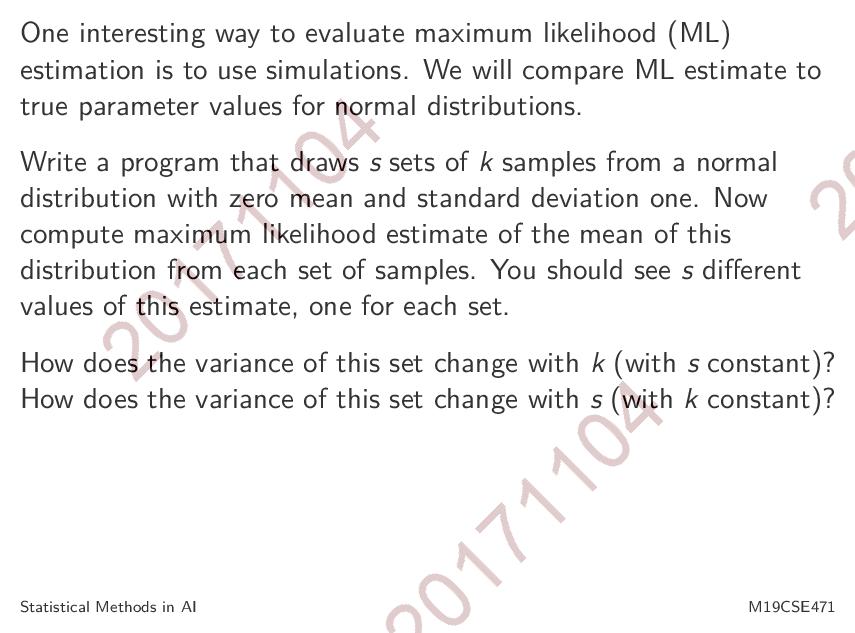 One interesting way to evaluate maximum likelihood (ML)
estimation is to use simulations. We will compare ML estimate to
true parameter values for normal distributions.
Write a program that draws s sets of k samples from a normal
distribution with zero mean and standard deviation one. Now
compute maximum likelihood estimate of the mean of this
distribution from each set of samples. You should see s different
values of this estimate, one for each set.
How does the variance of this set change with k (with s constant)?
How does the variance of this set change with s (with k constant)?
20171104
20171104
20
Statistical Methods in AI
M19CSE471